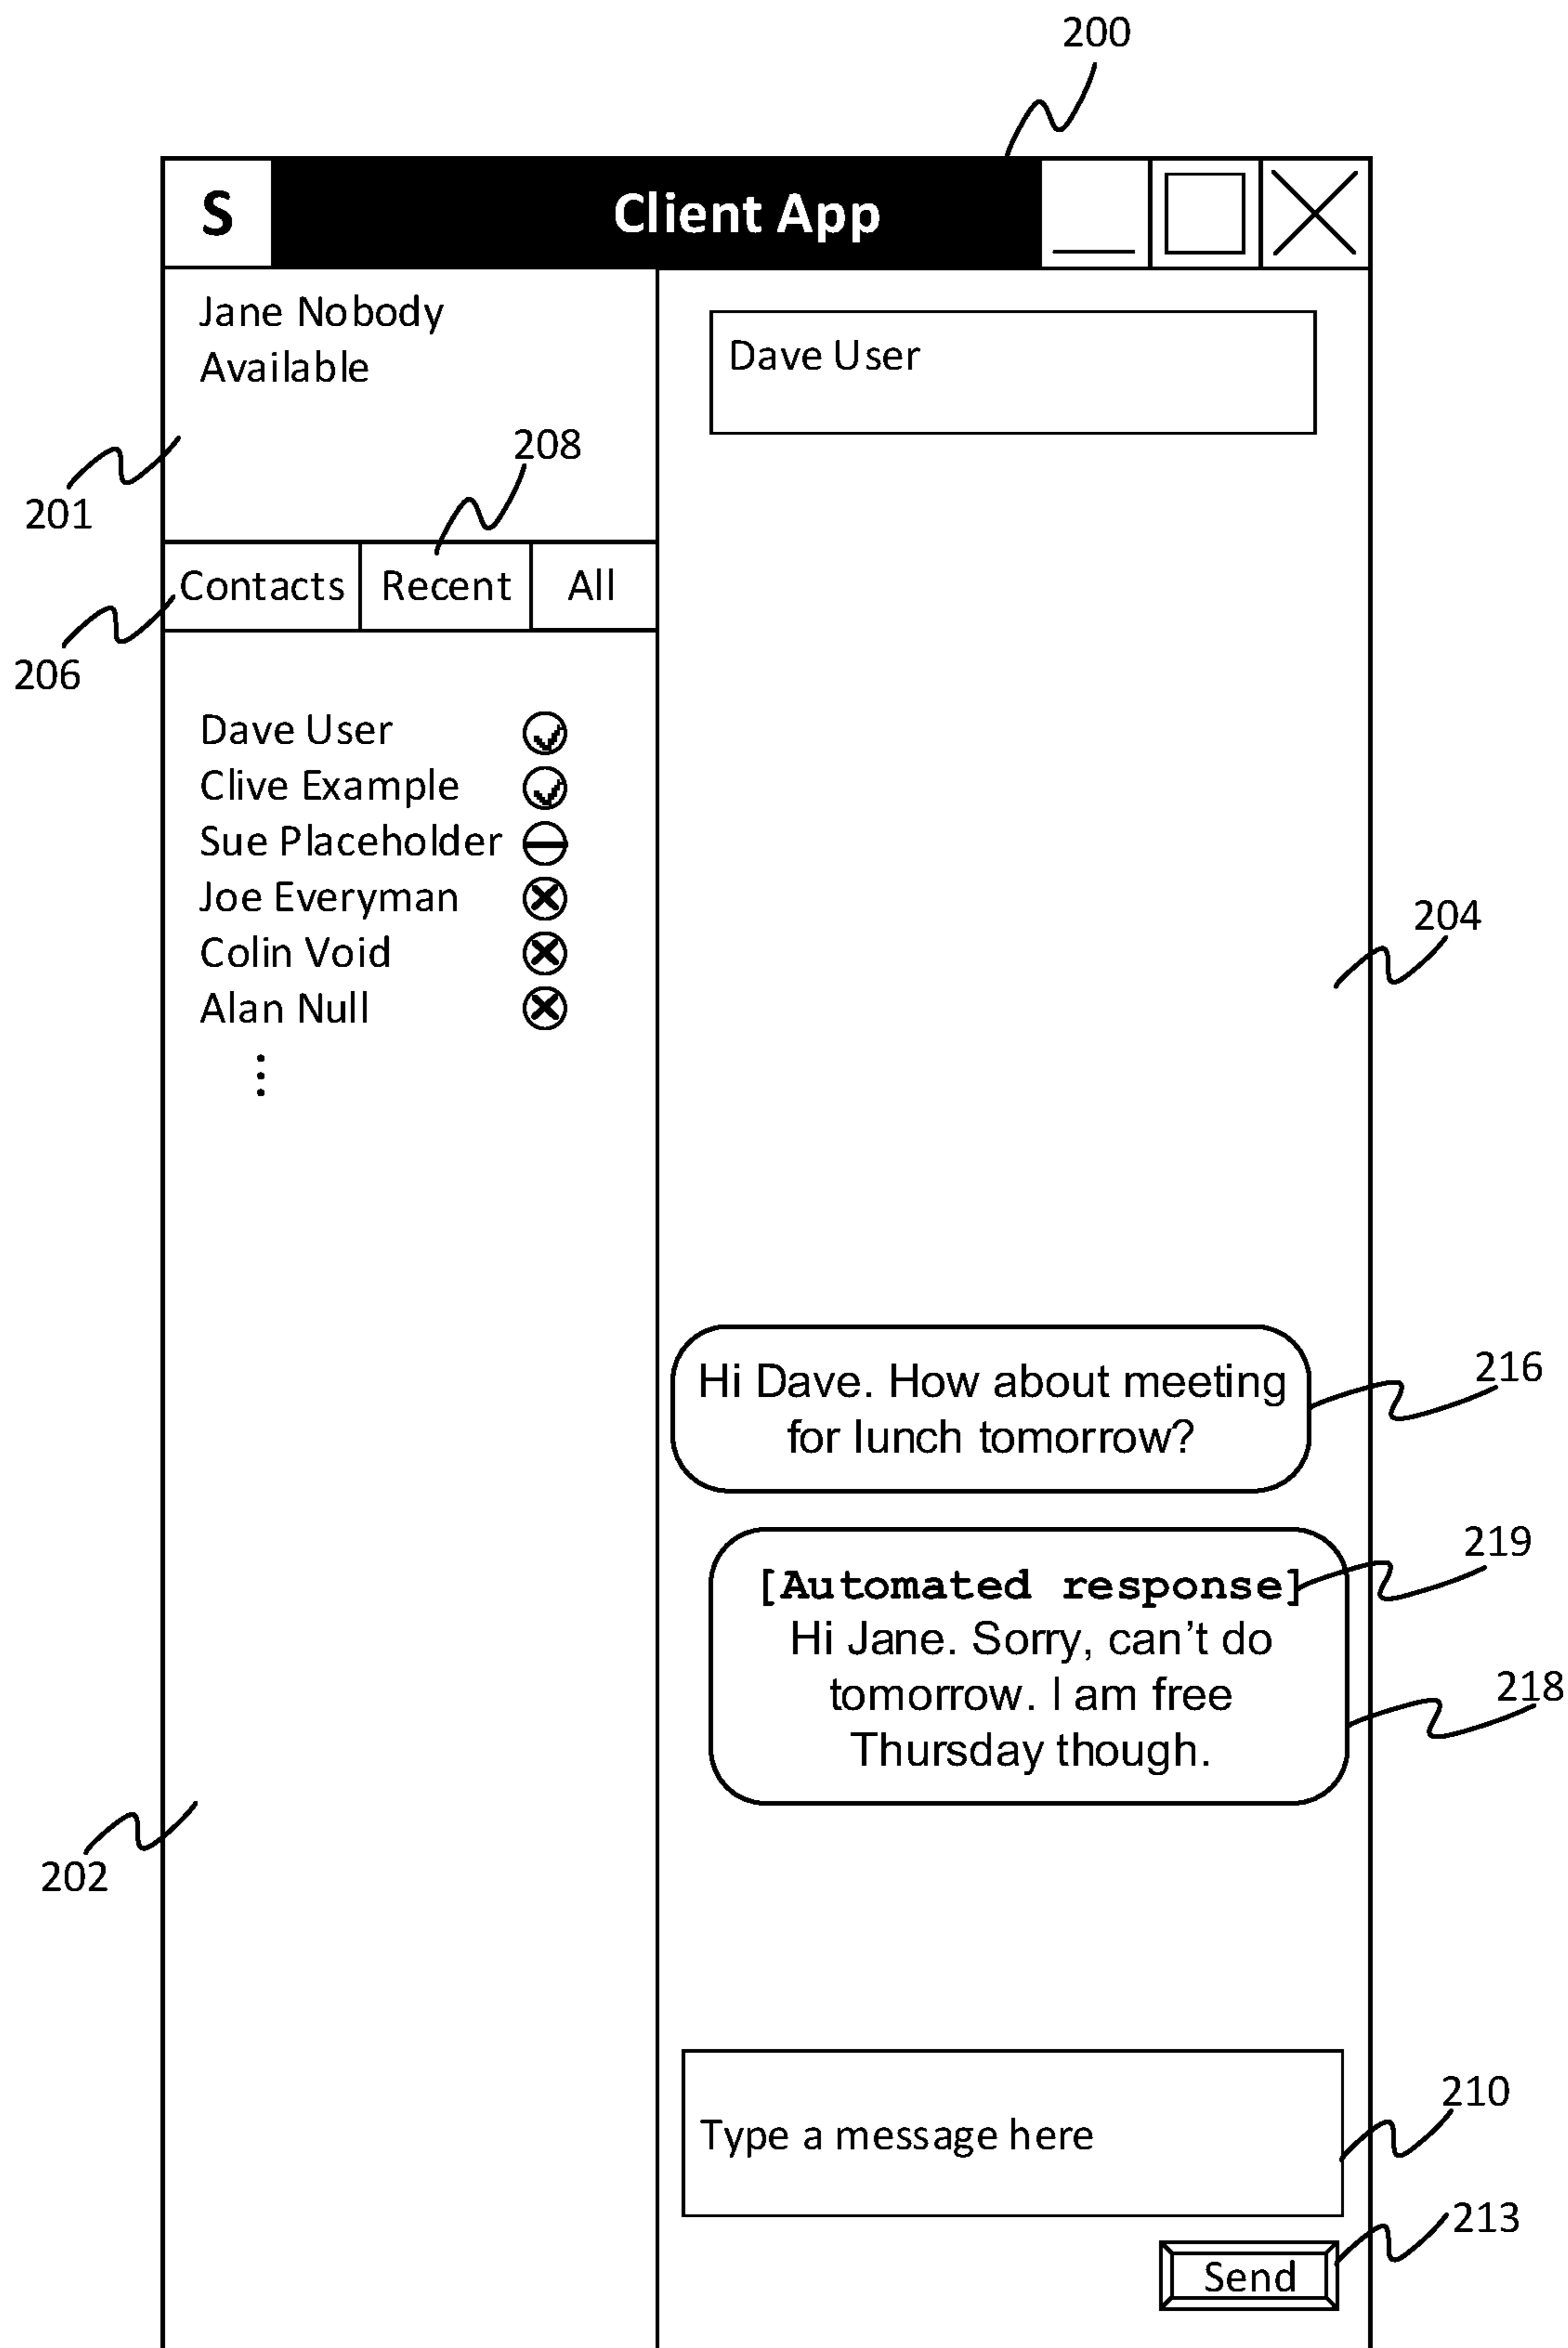 200
S
Client App
Jane Nobody
Available
Dave User
208
201
Contacts Recent All
206
Dave User
Clive Example
Sue Placeholder
Joe Everyman
Colin Void
Alan Null
204
Hi Dave. How about meeting
for lunch tomorrow?
216
219
[Automated response]
Hi Jane. Sorry, can't do
tomorrow. I am free
Thursday though.
218
202
Type a message here
210
213
Send